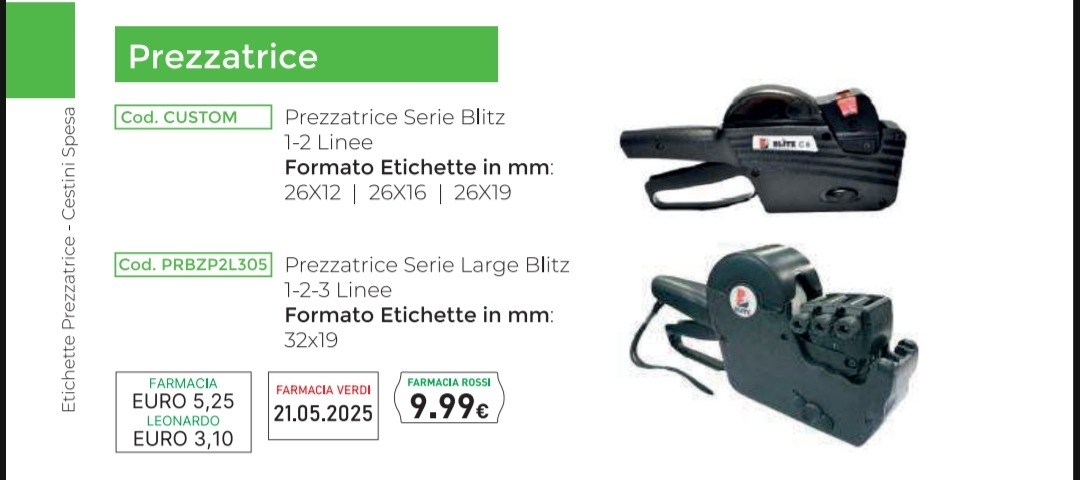 Prezzatrice
Cod. CUSTOM
Prezzatrice Serie Blitz
1-2 Linee
Formato Etichette in mm:
26X12 | 26X16 | 26X19
BLITZ C6
Cod. PRBZP2L305
Prezzatrice Serie Large Blitz
1-2-3 Linee
Formato Etichette in mm:
32x19
FARMACIA
EURO 5,25
LEONARDO
EURO 3,10
FARMACIA VERDI
21.05.2025
FARMACIA ROSSI
9.99€
Etichette Prezzatrice - Cestini Spesa